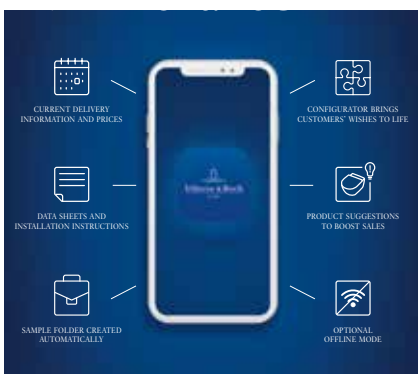 CURRENT DELIVERY
INFORMATION AND PRICES
CONFIGURATOR BRINGS
CUSTOMERS' WISHES TO LIFE
Villeroy & Boch
DATA SHEETS AND
INSTALLATION INSTRUCTIONS
PRODUCT SUGGESTIONS
TO BOOST SALES
SAMPLE FOLDER CREATED
AUTOMATICALLY
OPTIONAL
OFFLINE MODE